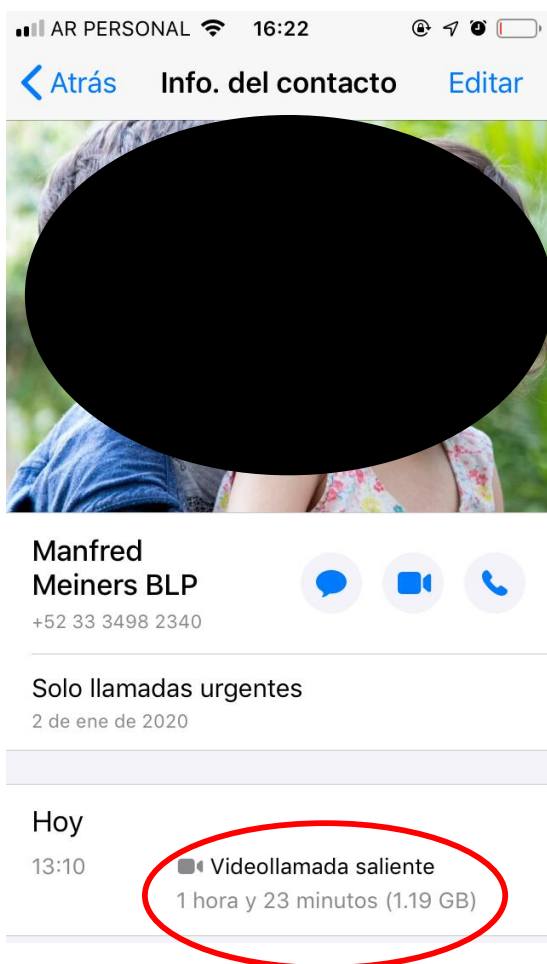 AR PERSONAL 16:22
Atrás Info. del contacto Editar
Manfred
Meiners BLP
+52 33 3498 2340
Solo llamadas urgentes
2 de ene de 2020
Hoy
13:10 Videollamada saliente
1 hora y 23 minutos (1.19 GB)